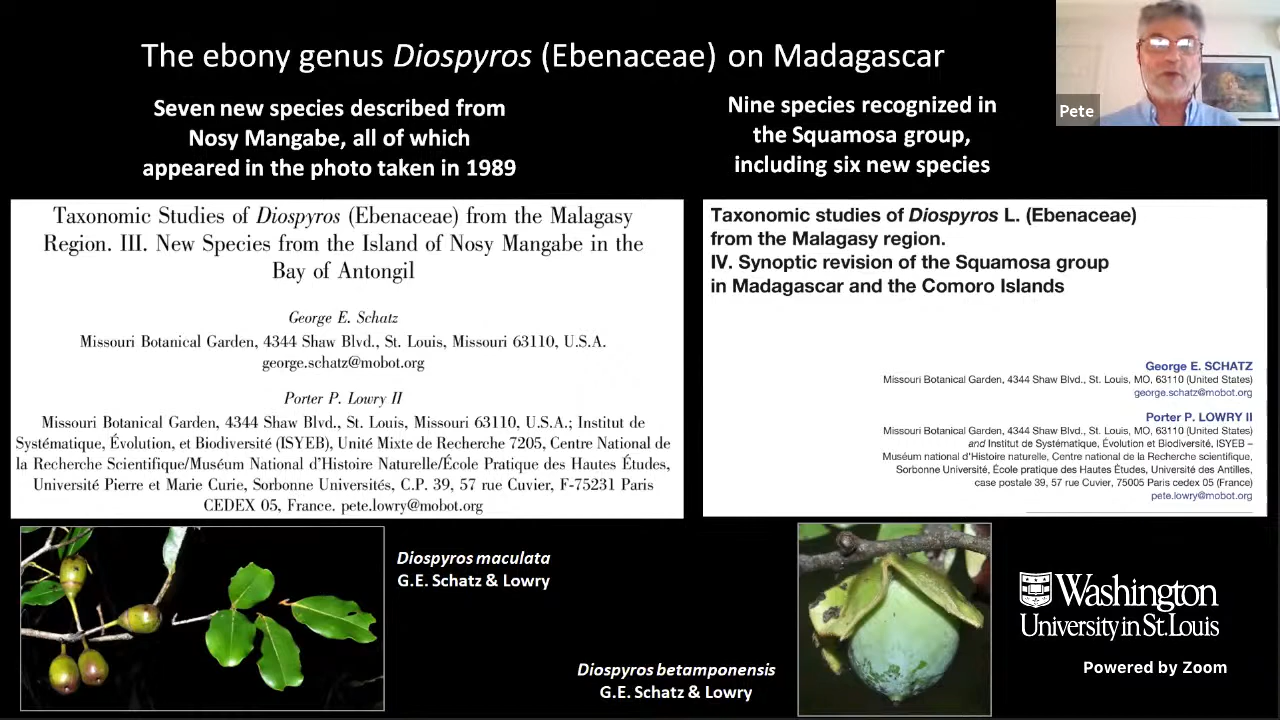 The ebony genus Diospyros (Ebenaceae) on Madagascar
Pete
Seven new species described from
Nosy Mangabe, all of which
appeared in the photo taken in 1989
Nine species recognized in
the Squamosa group,
including six new species
Taxonomic Studies of Diospyros (Ebenaceae) from the Malagasy
Region. III. New Species from the Island of Nosy Mangabe in the
Bay of Antongil
George E. Schatz
Missouri Botanical Garden, 4344 Shaw Blvd., St. Louis, Missouri 63110, U.S.A.
george.schatz@mobot.org
Porter P. Lowry II
Missouri Botanical Garden, 4344 Shaw Blvd., St. Louis, Missouri 63110, U.S.A.; Institut de
Systématique, Évolution, et Biodiversité (ISYEB), Unité Mixte de Recherche 7205, Centre National de
la Recherche Scientifique/Muséum National d'Histoire Naturelle/École Pratique des Hautes Études,
Université Pierre et Marie Curie, Sorbonne Universités, C.P. 39, 57 rue Cuvier, F-75231 Paris
CEDEX 05, France. pete.lowry@mobot.org
Taxonomic studies of Diospyros L. (Ebenaceae)
from the Malagasy region.
IV. Synoptic revision of the Squamosa group
in Madagascar and the Comoro Islands
George E. SCHATZ
Missouri Botanical Garden, 4344 Shaw Blvd., St. Louis, MO, 63110 (United States)
george.schatz@mobot.org
Porter P. LOWRY II
Missouri Botanical Garden, 4344 Shaw Blvd., St. Louis, MO, 63110 (United States)
and Institut de Systématique, Évolution et Biodiversité, ISYEB –
Muséum national d'Histoire naturelle, Centre national de la Recherche scientifique,
Sorbonne Université, École pratique des Hautes Études, Université des Antilles,
case postale 39, 57 rue Cuvier, 75005 Paris cedex 05 (France)
pete.lowry@mobot.org
Diospyros maculata
G.E. Schatz & Lowry
Diospyros betamponensis
G.E. Schatz & Lowry
Washington
University in St. Louis
Powered by Zoom